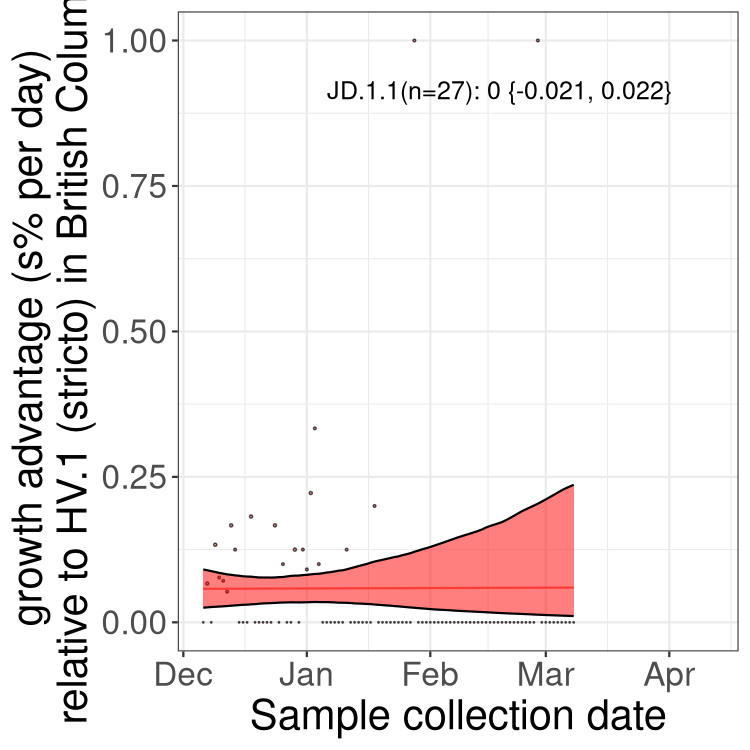 growth advantage (s% per day)
relative to HV.1 (stricto) in British Colum
1.00
0.75
0.50
0.25
0.00
JD.1.1(n=27): 0 {-0.021, 0.022}
Dec Jan Feb Mar Apr
Sample collection date